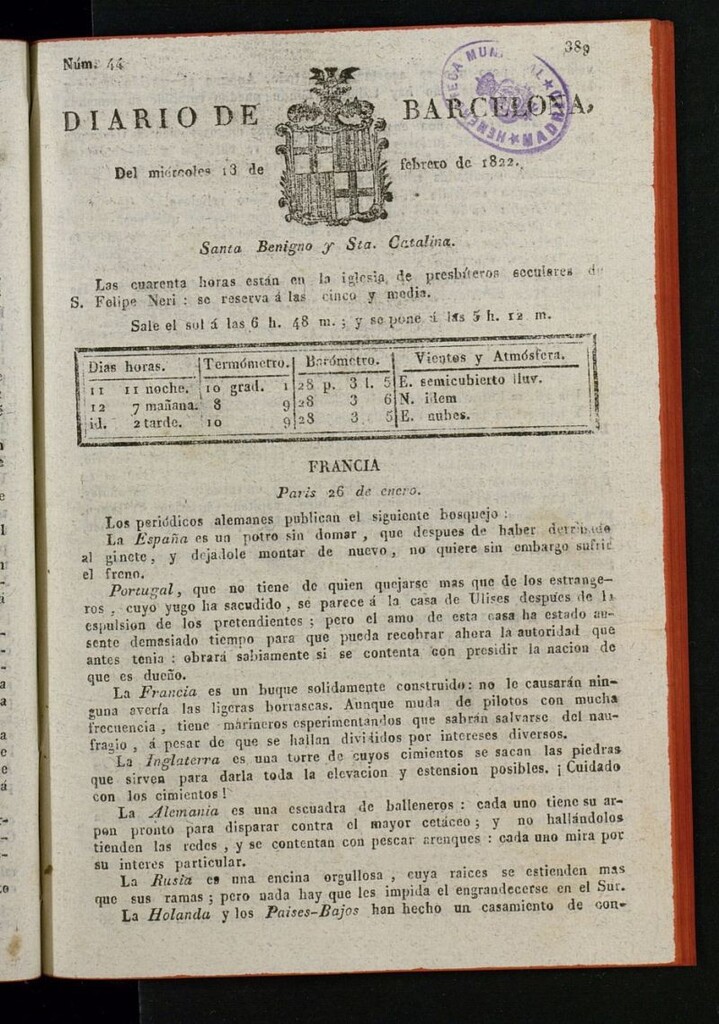 Núm. 44
389
HEMEROTECA MUNICIPAL MADRID
DIARIO DE BARCELONA,
Del miércoles 13 de febrero de 1822.
Santa Benigno y Sta. Catalina.
Las cuarenta horas están en la iglesia de presbíteros seculares de
S. Felipe Neri : se reserva á las cinco y media.
Sale el sol á las 6 h. 48 m. ; y se pone á las 5 h. 12 m.
Dias horas. Termómetro. Barómetro. Vientos y Atmósfera.
11 11 noche. 10 grad. 1 28 p. 3 l. 5 E. semicubierto lluv.
12 7 mañana. 8 9 28 3 6 N. idem
id. 2 tarde. 10 9 28 3 5 E. nubes.
FRANCIA
Paris 26 de enero.
Los periódicos alemanes publican el siguiente bosquejo :
La España es un potro sin domar , que despues de haber derribado
al ginete , y dejadole montar de nuevo , no quiere sin embargo sufrir
el freno.
Portugal, que no tiene de quien quejarse mas que de los estrange-
ros , cuyo yugo ha sacudido , se parece á la casa de Ulises despues de la
espulsion de los pretendientes ; pero el amo de esta casa ha estado au-
sente demasiado tiempo para que pueda recobrar ahora la autoridad que
antes tenia : obrará sabiamente si se contenta con presidir la nacion de
que es dueño.
La Francia es un buque solidamente construido: no le causarán nin-
guna avería las ligeras borrascas. Aunque muda de pilotos con mucha
frecuencia , tiene marineros esperimentandos que sabrán salvarse del nau-
fragio , á pesar de que se hallan divididos por intereses diversos.
La Inglaterra es una torre de cuyos cimientos se sacan las piedras
que sirven para darla toda la elevacion y estension posibles. ¡ Cuidado
con los cimientos !
La Alemania es una escuadra de balleneros : cada uno tiene su ar-
pon pronto para disparar contra el mayor cetáceo ; y no hallándolos
tienden las redes , y se contentan con pescar arenques : cada uno mira por
su interes particular.
La Rusia es una encina orgullosa , cuya raices se estienden mas
que sus ramas ; pero nada hay que les impida el engrandecerse en el Sur.
La Holanda y los Paises-Bajos han hecho un casamiento de con-